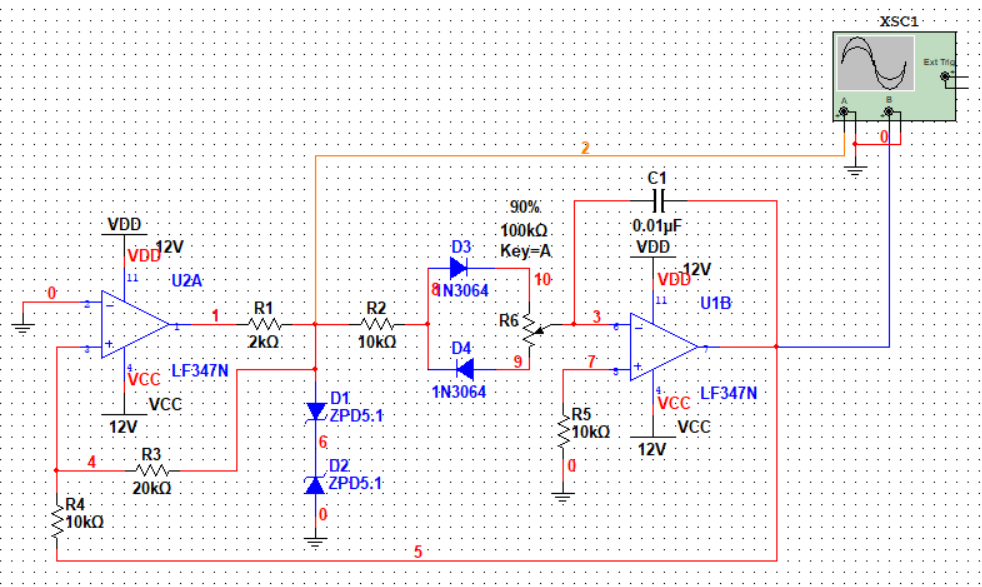 XSC1
Ext Trig
A
B
0
2
C1
0.01µF
90%
100kΩ
Key=A
VDD
12V
VDD
11
U2A
0
2
3
1
1
4
VCC
LF347N
VCC
12V
R1
2kΩ
R2
10kΩ
D3
8
1N3064
10
R6
D4
9
1N3064
VDD
-12V
VDD
11
U1B
3
6
7
5
7
4
VCC
LF347N
VCC
12V
R5
10kΩ
0
D1
ZPD5.1
6
D2
ZPD5.1
0
4
R3
20kΩ
R4
10kΩ
5